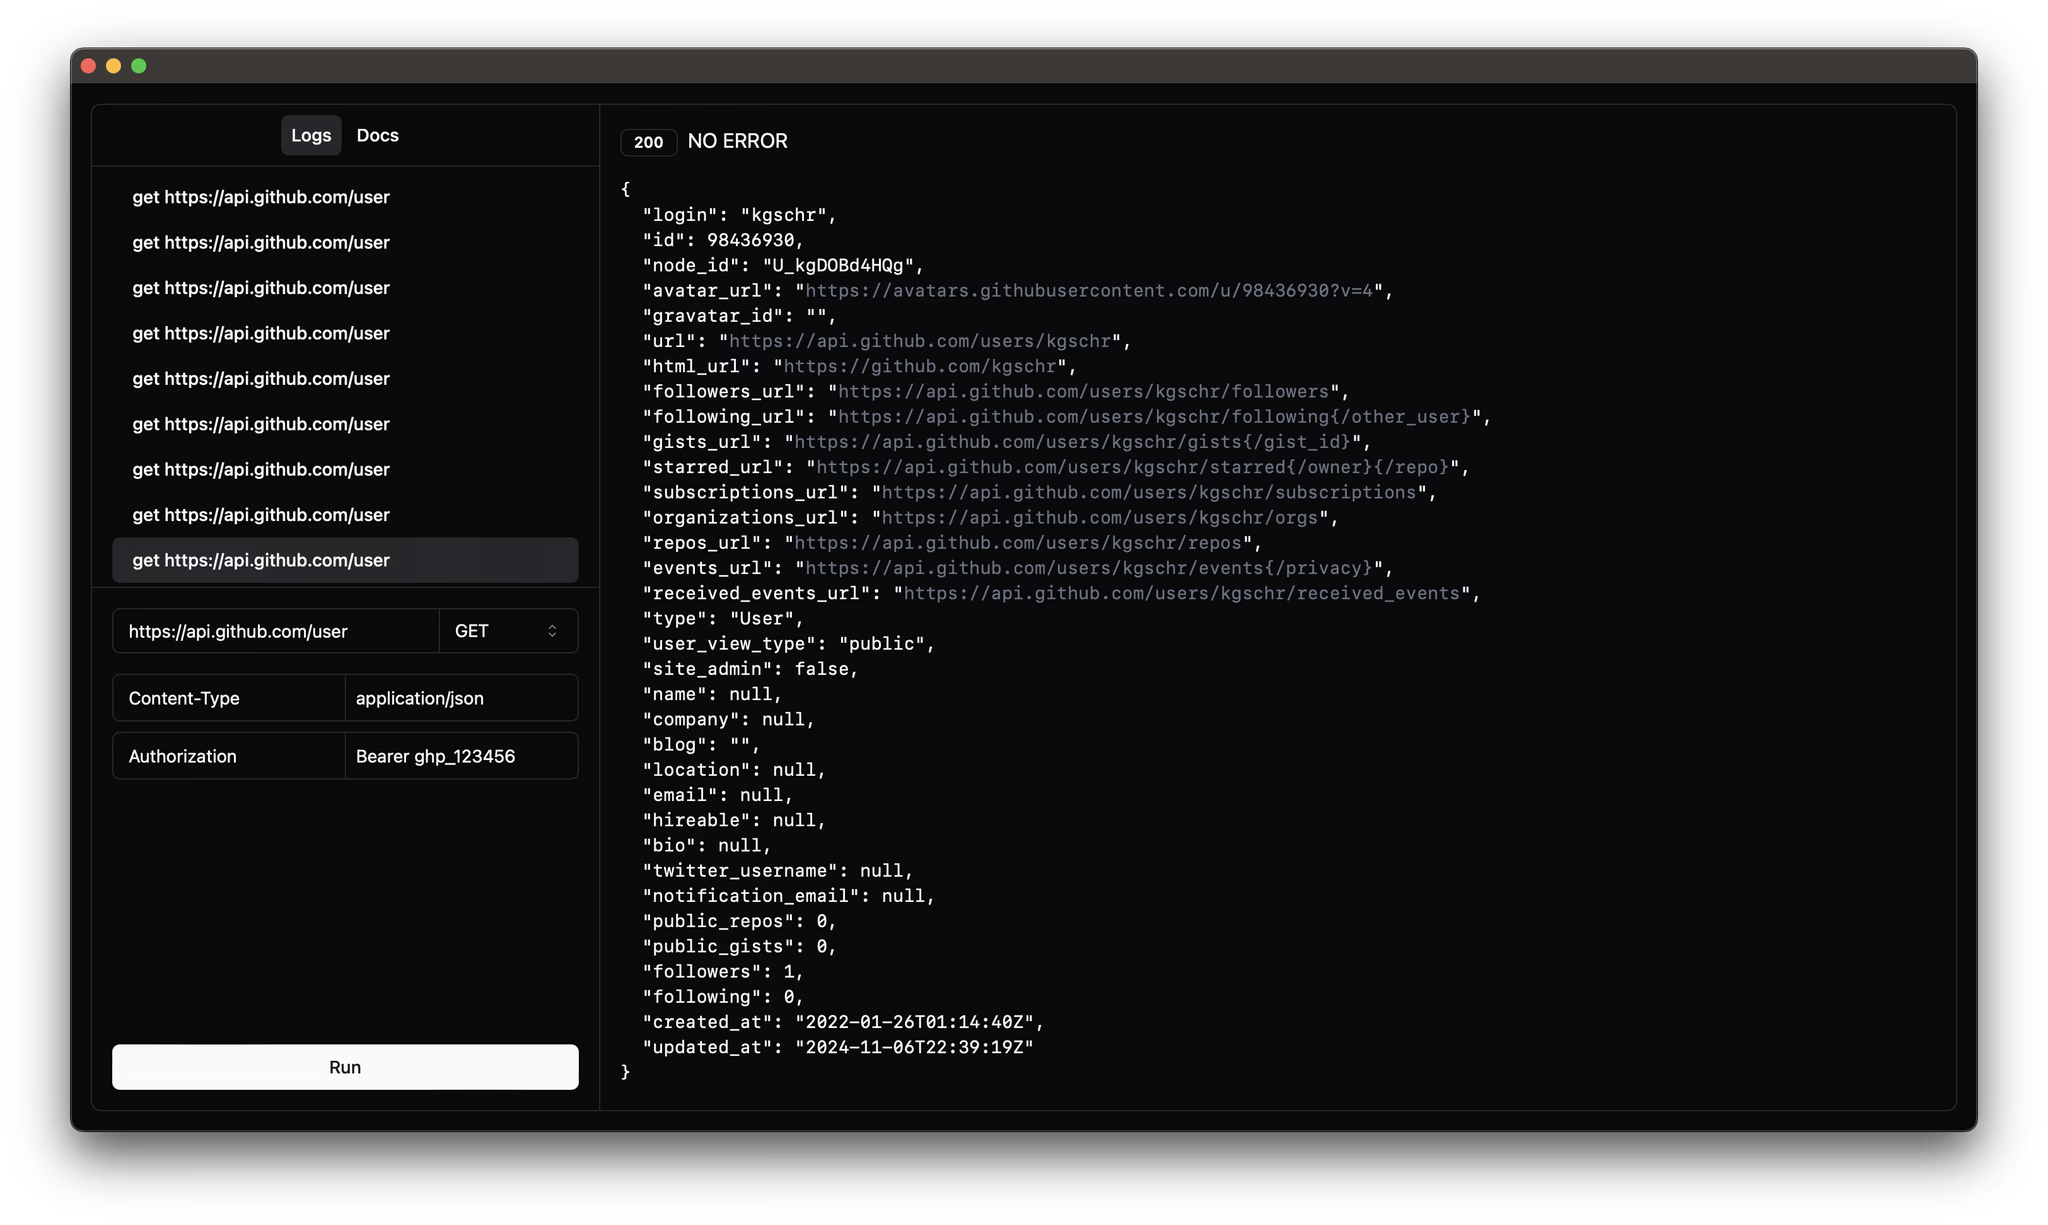 Logs Docs
get https://api.github.com/user
get https://api.github.com/user
get https://api.github.com/user
get https://api.github.com/user
get https://api.github.com/user
get https://api.github.com/user
get https://api.github.com/user
get https://api.github.com/user
get https://api.github.com/user
https://api.github.com/user GET
Content-Type application/json
Authorization Bearer ghp_123456
Run
200 NO ERROR
{
  "login": "kgschr",
  "id": 98436930,
  "node_id": "U_kgDOBd4HQg",
  "avatar_url": "https://avatars.githubusercontent.com/u/98436930?v=4",
  "gravatar_id": "",
  "url": "https://api.github.com/users/kgschr",
  "html_url": "https://github.com/kgschr",
  "followers_url": "https://api.github.com/users/kgschr/followers",
  "following_url": "https://api.github.com/users/kgschr/following{/other_user}",
  "gists_url": "https://api.github.com/users/kgschr/gists{/gist_id}",
  "starred_url": "https://api.github.com/users/kgschr/starred{/owner}{/repo}",
  "subscriptions_url": "https://api.github.com/users/kgschr/subscriptions",
  "organizations_url": "https://api.github.com/users/kgschr/orgs",
  "repos_url": "https://api.github.com/users/kgschr/repos",
  "events_url": "https://api.github.com/users/kgschr/events{/privacy}",
  "received_events_url": "https://api.github.com/users/kgschr/received_events",
  "type": "User",
  "user_view_type": "public",
  "site_admin": false,
  "name": null,
  "company": null,
  "blog": "",
  "location": null,
  "email": null,
  "hireable": null,
  "bio": null,
  "twitter_username": null,
  "notification_email": null,
  "public_repos": 0,
  "public_gists": 0,
  "followers": 1,
  "following": 0,
  "created_at": "2022-01-26T01:14:40Z",
  "updated_at": "2024-11-06T22:39:19Z"
}